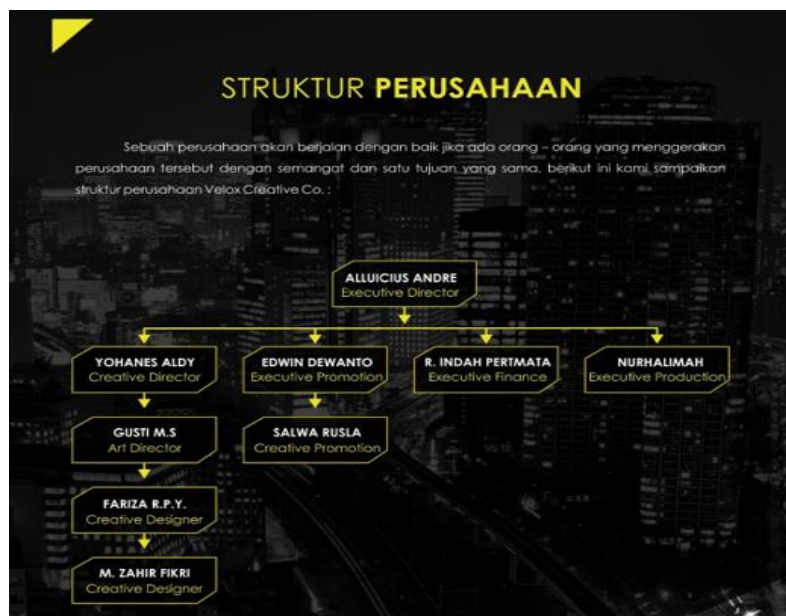 STRUKTUR PERUSAHAAN
Sebuah perusahaan akan berjalan dengan baik jika ada orang – orang yang menggerakan
perusahaan tersebut dengan semangat dan satu tujuan yang sama, berikut ini kami sampaikan
struktur perusahaan Velox Creative Co. :
ALLUICIUS ANDRE
Executive Director
YOHANES ALDY
Creative Director
EDWIN DEWANTO
Executive Promotion
R. INDAH PERTMATA
Executive Finance
NURHALIMAH
Executive Production
GUSTI M.S
Art Director
SALWA RUSLA
Creative Promotion
FARIZA R.P.Y.
Creative Designer
M. ZAHIR FIKRI
Creative Designer